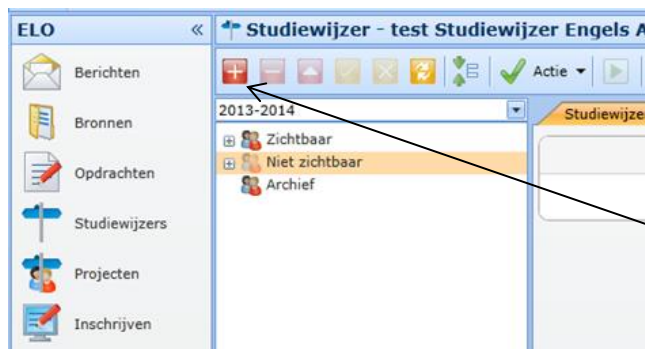 ELO «
Berichten
Bronnen
Opdrachten
Studiewijzers
Projecten
Inschrijven
Studiewijzer - test Studiewijzer Engels A
Actie
2013-2014
Studiewijze
Zichtbaar
Niet zichtbaar
Archief